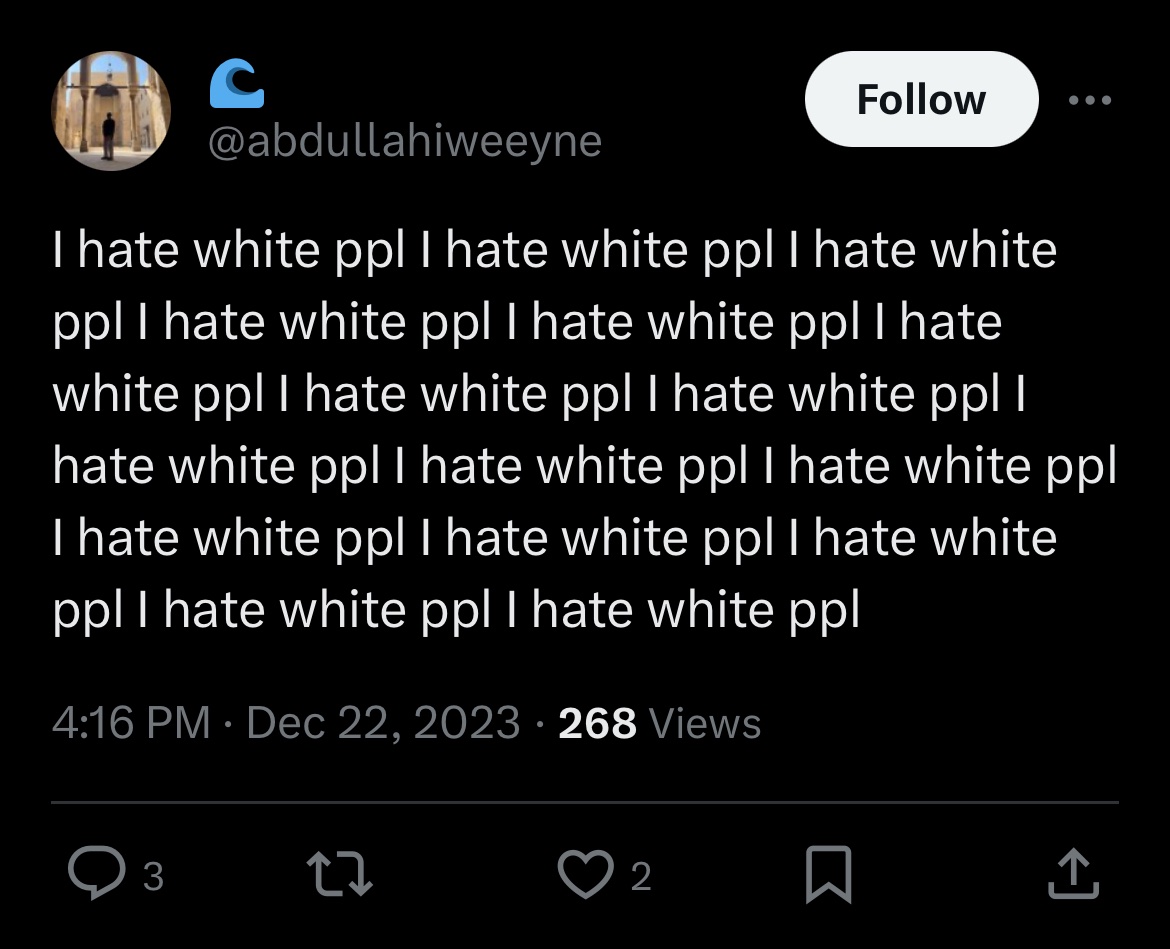 🌊
@abdullahiweeyne
Follow
I hate white ppl I hate white ppl I hate white
ppl I hate white ppl I hate white ppl I hate
white ppl I hate white ppl I hate white ppl I
hate white ppl I hate white ppl I hate white ppl
I hate white ppl I hate white ppl I hate white
ppl I hate white ppl I hate white ppl
4:16 PM · Dec 22, 2023 · 268 Views
3
2